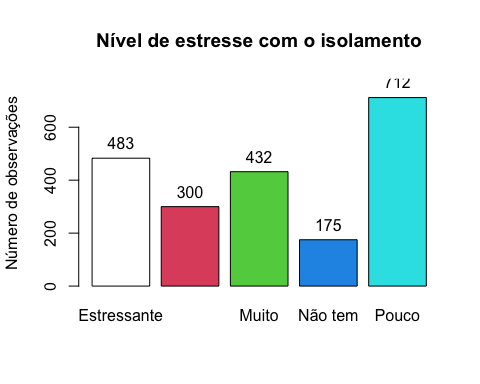 Nível de estresse com o isolamento
Número de observações
0
200
400
600
483
300
432
175
712
Estressante
Muito
Não tem
Pouco